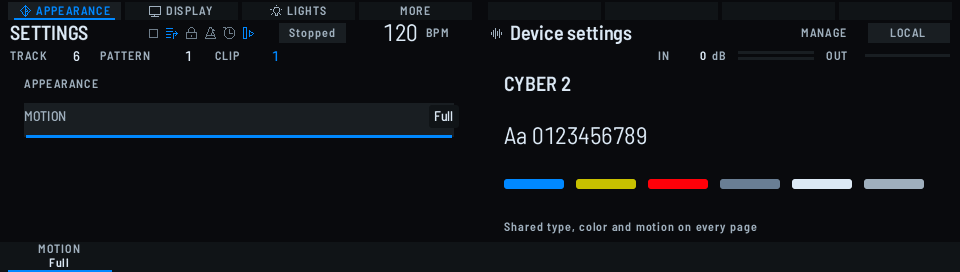 APPEARANCE DISPLAY LIGHTS MORE
SETTINGS Stopped 120 BPM Device settings MANAGE LOCAL
TRACK 6 PATTERN 1 CLIP 1 IN 0 dB OUT
APPEARANCE
CYBER 2
MOTION Full
Aa 0123456789
Shared type, color and motion on every page
MOTION
Full